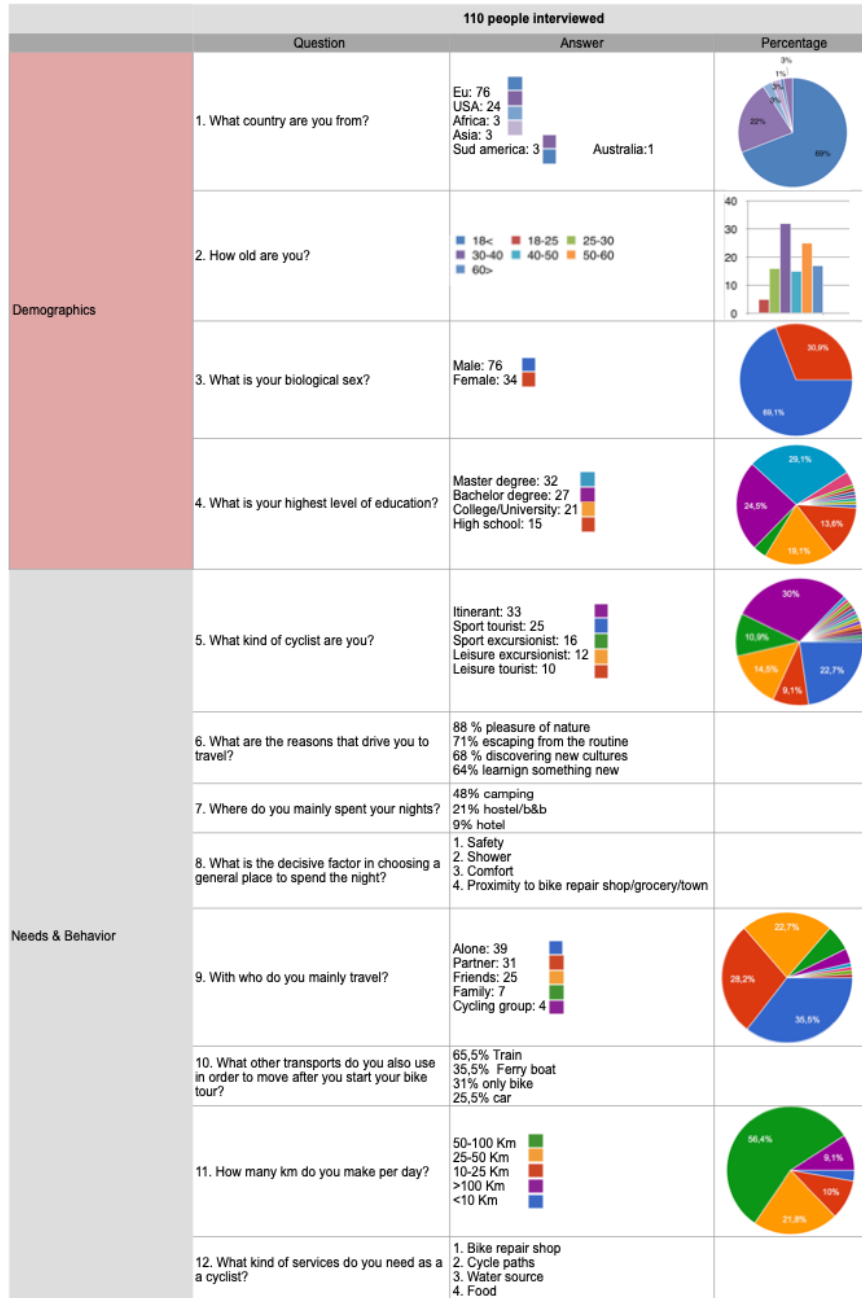 110 people interviewed
Question Answer Percentage
Demographics
1. What country are you from?
Eu: 76
USA: 24
Africa: 3
Asia: 3
Sud america: 3 Australia:1
3%
1%
3%
3%
22%
69%
2. How old are you?
18< 18-25 25-30
30-40 40-50 50-60
60>
40
30
20
10
0
3. What is your biological sex?
Male: 76
Female: 34
30,9%
69,1%
4. What is your highest level of education?
Master degree: 32
Bachelor degree: 27
College/University: 21
High school: 15
29,1%
24,5%
13,6%
19,1%
Needs & Behavior
5. What kind of cyclist are you?
Itinerant: 33
Sport tourist: 25
Sport excursionist: 16
Leisure excursionist: 12
Leisure tourist: 10
30%
10,9%
14,5%
22,7%
9,1%
6. What are the reasons that drive you to
travel?
88 % pleasure of nature
71% escaping from the routine
68 % discovering new cultures
64% learnign something new
7. Where do you mainly spent your nights?
48% camping
21% hostel/b&b
9% hotel
8. What is the decisive factor in choosing a
general place to spend the night?
1. Safety
2. Shower
3. Comfort
4. Proximity to bike repair shop/grocery/town
9. With who do you mainly travel?
Alone: 39
Partner: 31
Friends: 25
Family: 7
Cycling group: 4
22,7%
28,2%
35,5%
10. What other transports do you also use
in order to move after you start your bike
tour?
65,5% Train
35,5% Ferry boat
31% only bike
25,5% car
11. How many km do you make per day?
50-100 Km
25-50 Km
10-25 Km
>100 Km
<10 Km
56,4%
9,1%
10%
21,8%
12. What kind of services do you need as a
a cyclist?
1. Bike repair shop
2. Cycle paths
3. Water source
4. Food